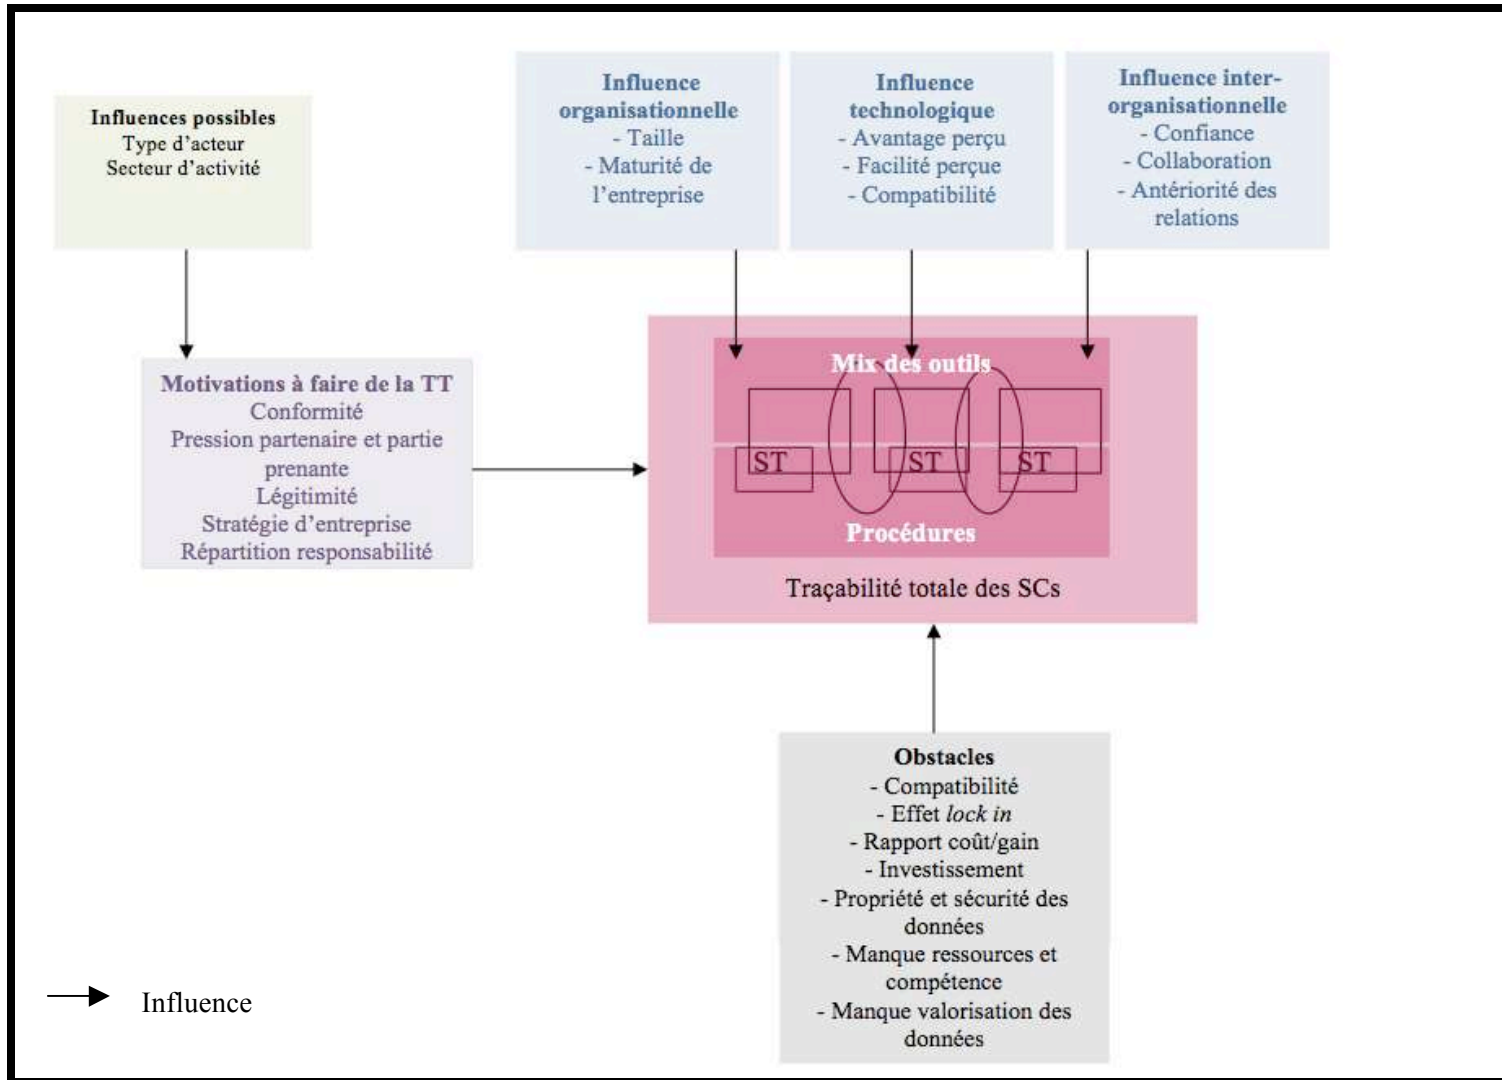 Influences possibles
Type d'acteur
Secteur d'activité
Influence
organisationnelle
- Taille
- Maturité de
l'entreprise
Influence
technologique
- Avantage perçu
- Facilité perçue
- Compatibilité
Influence inter-
organisationnelle
- Confiance
- Collaboration
- Antériorité des
relations
Motivations à faire de la TT
Conformité
Pression partenaire et partie
prenante
Légitimité
Stratégie d'entreprise
Répartition responsabilité
Mix des outils
ST
ST
ST
Procédures
Traçabilité totale des SCs
Obstacles
- Compatibilité
- Effet lock in
- Rapport coût/gain
- Investissement
- Propriété et sécurité des
données
- Manque ressources et
compétence
- Manque valorisation des
données
Influence